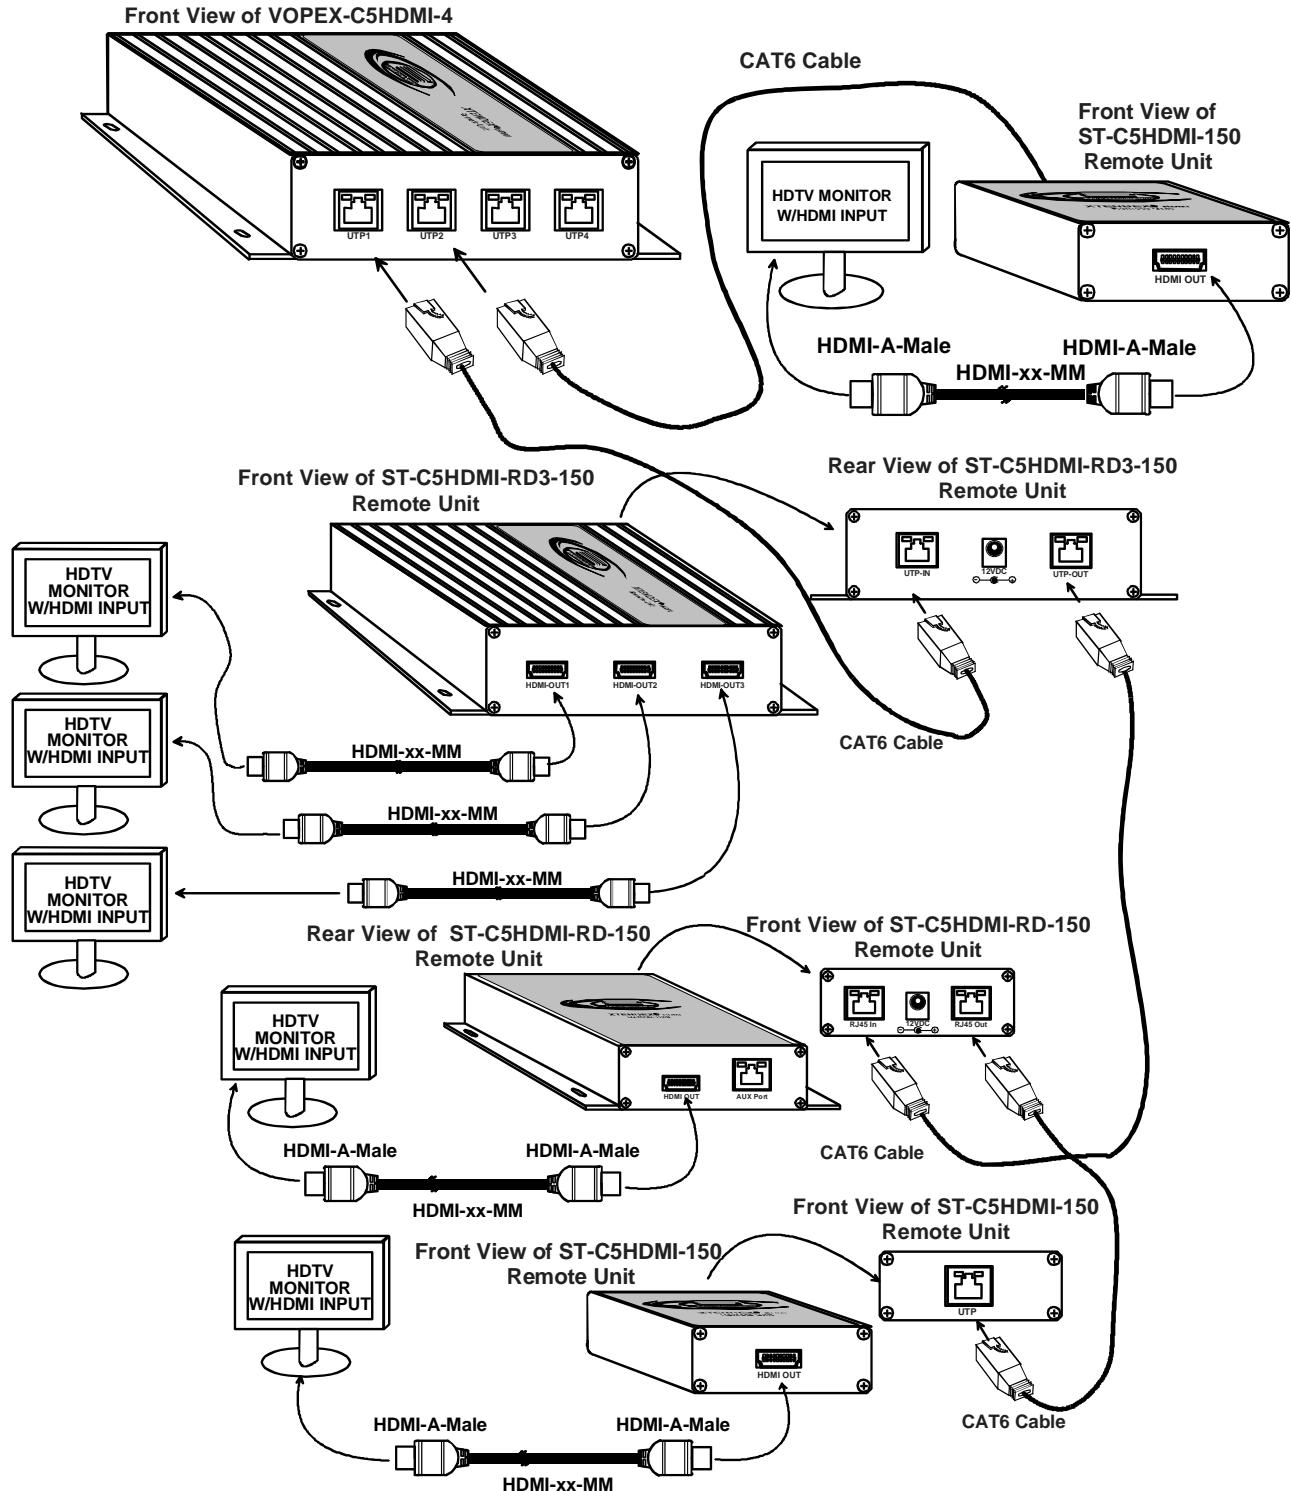 Front View of VOPEX-C5HDMI-4
CAT6 Cable
Front View of
ST-C5HDMI-150
Remote Unit
HDTV MONITOR
W/HDMI INPUT
UTP1
UTP2
UTP3
UTP4
HDMI OUT
HDMI-A-Male
HDMI-A-Male
HDMI-xx-MM
Front View of ST-C5HDMI-RD3-150
Remote Unit
Rear View of ST-C5HDMI-RD3-150
Remote Unit
UTP-IN
12VDC
UTP-OUT
HDTV
MONITOR
W/HDMI INPUT
HDMI-OUT1
HDMI-OUT2
HDMI-OUT3
HDTV
MONITOR
W/HDMI INPUT
HDMI-xx-MM
CAT6 Cable
HDMI-xx-MM
HDTV
MONITOR
W/HDMI INPUT
HDMI-xx-MM
Rear View of ST-C5HDMI-RD-150
Remote Unit
Front View of ST-C5HDMI-RD-150
Remote Unit
RJ45 In
12VDC
RJ45 Out
HDTV
MONITOR
W/HDMI INPUT
HDMI OUT
AUX Port
HDMI-A-Male
HDMI-A-Male
HDMI-xx-MM
CAT6 Cable
Front View of ST-C5HDMI-150
Remote Unit
Front View of ST-C5HDMI-150
Remote Unit
UTP
HDTV
MONITOR
W/HDMI INPUT
HDMI OUT
CAT6 Cable
HDMI-A-Male
HDMI-A-Male
HDMI-xx-MM